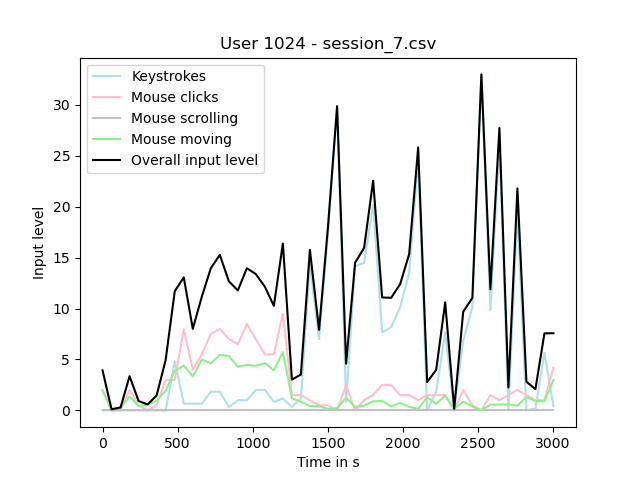 User 1024 - session_7.csv
Keystrokes
Mouse clicks
Mouse scrolling
Mouse moving
Overall input level
Input level
30
25
20
15
10
5
0
0 500 1000 1500 2000 2500 3000
Time in s